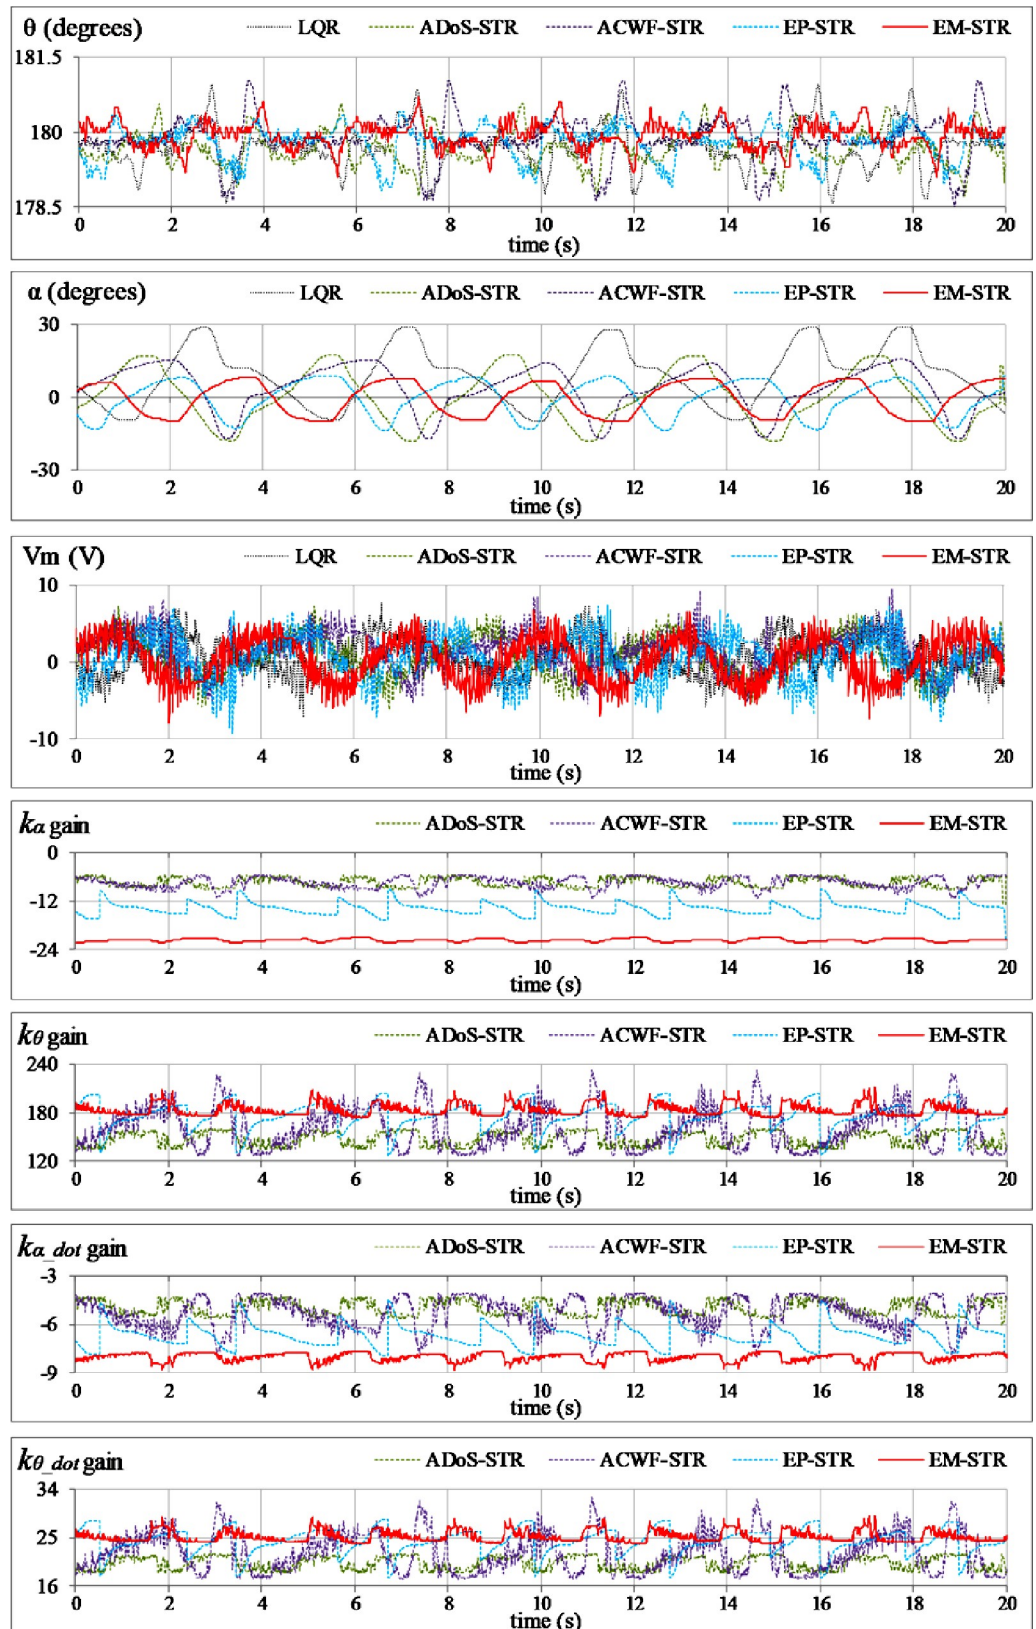 θ (degrees) LQR ADoS-STR ACWF-STR EP-STR EM-STR
181.5
180
178.5
0 2 4 6 8 10 12 14 16 18 20
time (s)
α (degrees) LQR ADoS-STR ACWF-STR EP-STR EM-STR
30
0
-30
0 2 4 6 8 10 12 14 16 18 20
time (s)
Vm (V) LQR ADoS-STR ACWF-STR EP-STR EM-STR
10
0
-10
0 2 4 6 8 10 12 14 16 18 20
time (s)
kα gain ADoS-STR ACWF-STR EP-STR EM-STR
0
-12
-24
0 2 4 6 8 10 12 14 16 18 20
time (s)
kθ gain ADoS-STR ACWF-STR EP-STR EM-STR
240
180
120
0 2 4 6 8 10 12 14 16 18 20
time (s)
kα_dot gain ADoS-STR ACWF-STR EP-STR EM-STR
-3
-6
-9
0 2 4 6 8 10 12 14 16 18 20
time (s)
kθ_dot gain ADoS-STR ACWF-STR EP-STR EM-STR
34
25
16
0 2 4 6 8 10 12 14 16 18 20
time (s)